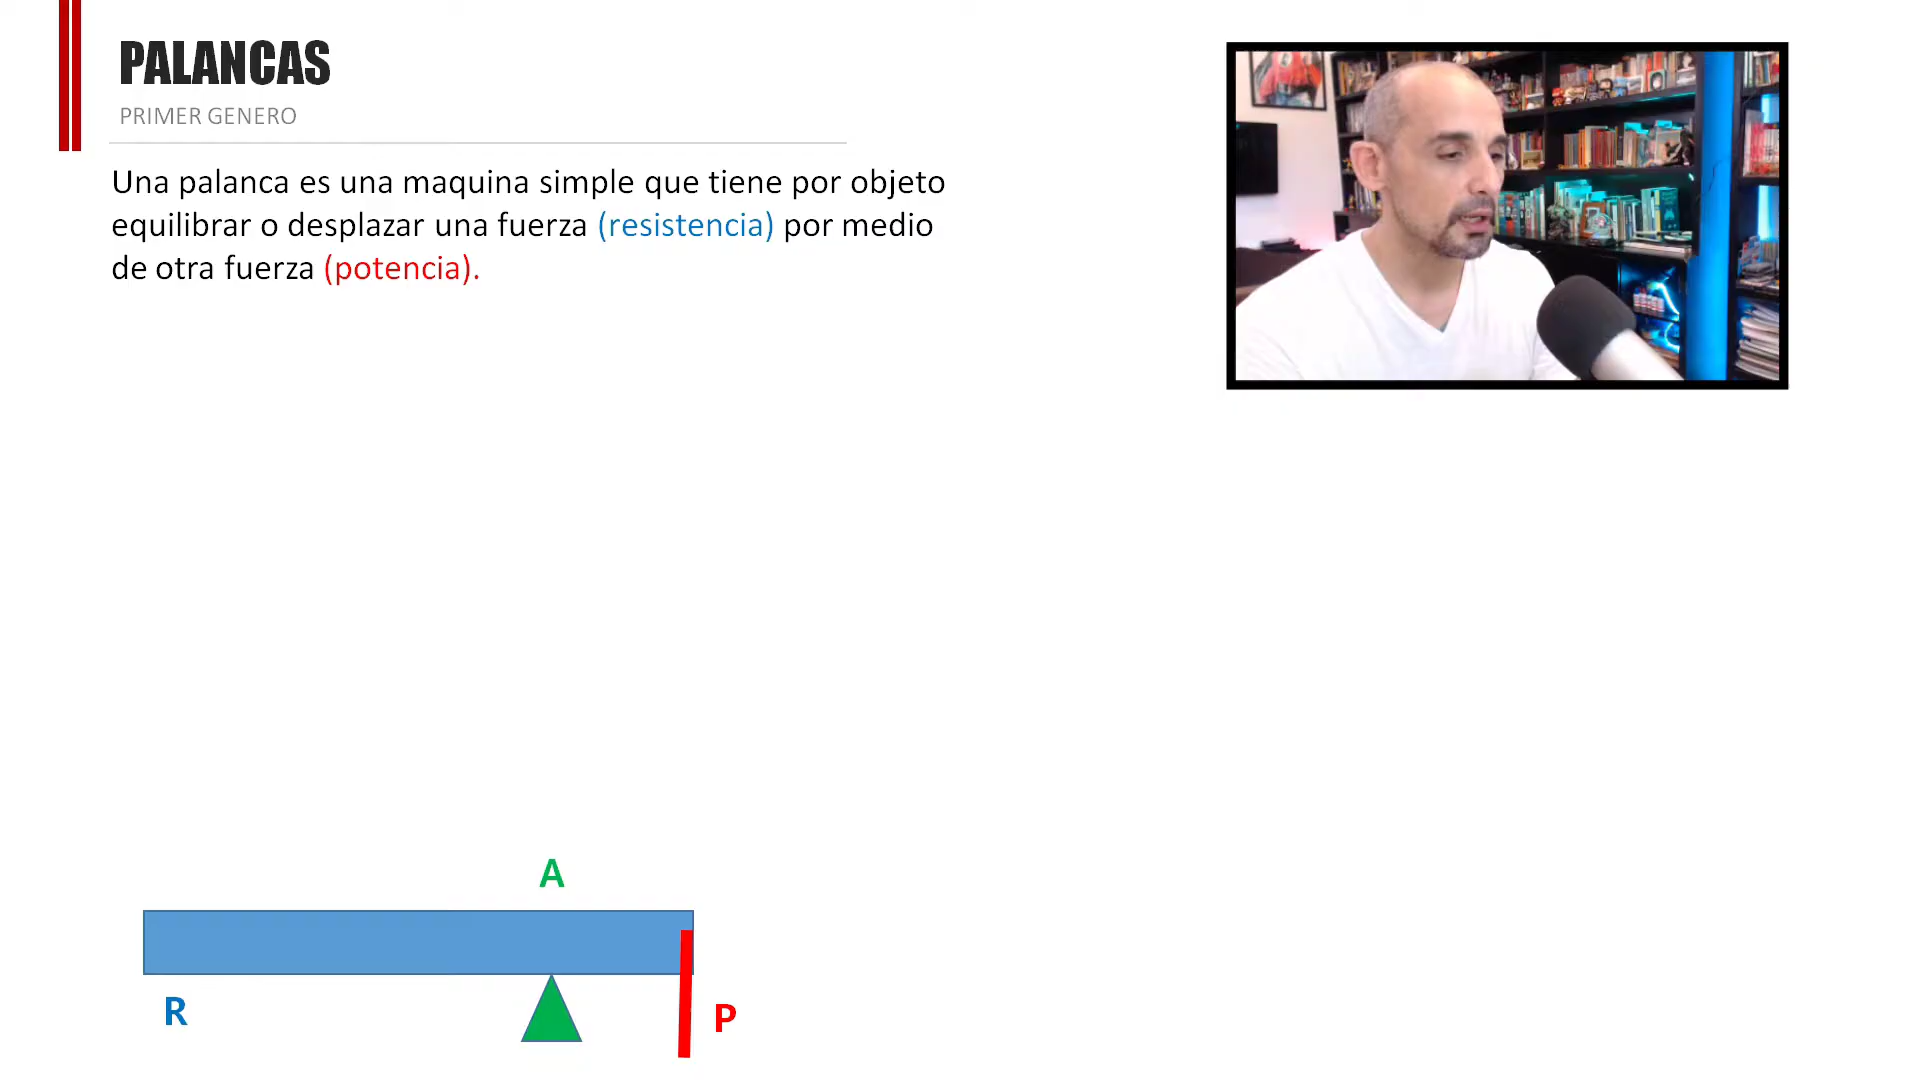 PALANCAS
PRIMER GENERO
Una palanca es una maquina simple que tiene por objeto
equilibrar o desplazar una fuerza (resistencia) por medio
de otra fuerza (potencia).
A
R
P